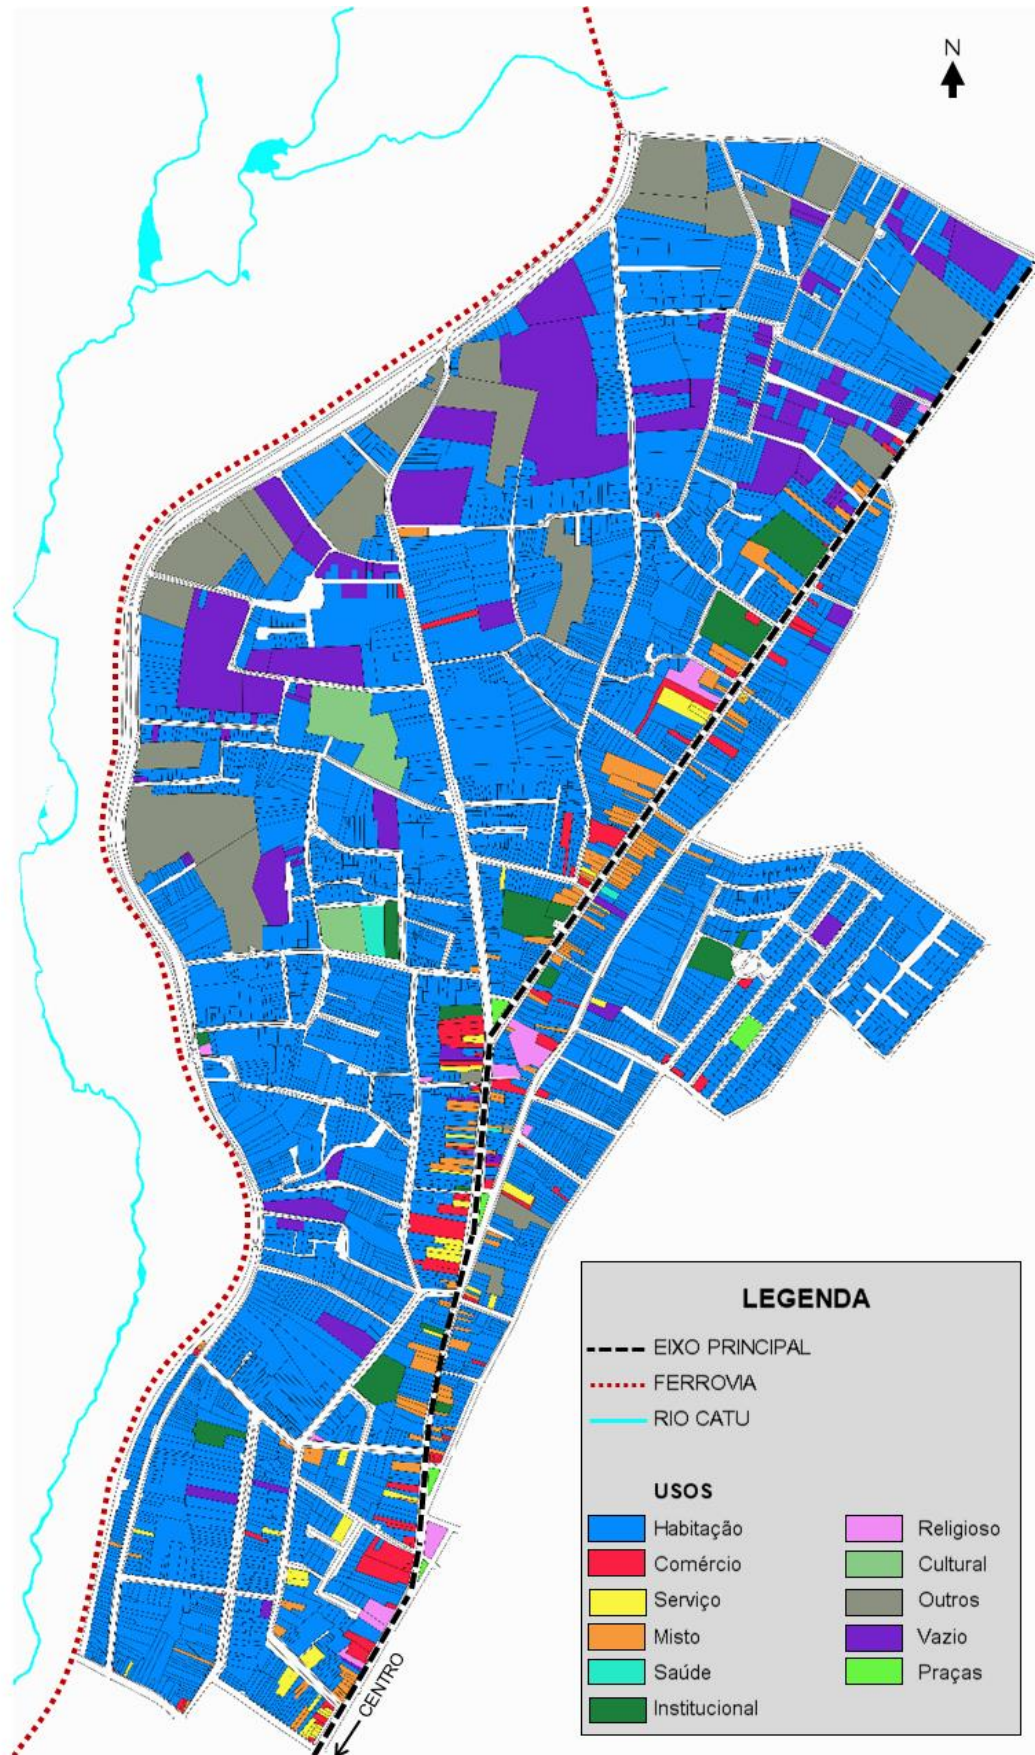 N
CENTRO
LEGENDA
EIXO PRINCIPAL
FERROVIA
RIO CATU
USOS
Habitação
Comércio
Serviço
Misto
Saúde
Institucional
Religioso
Cultural
Outros
Vazio
Praças